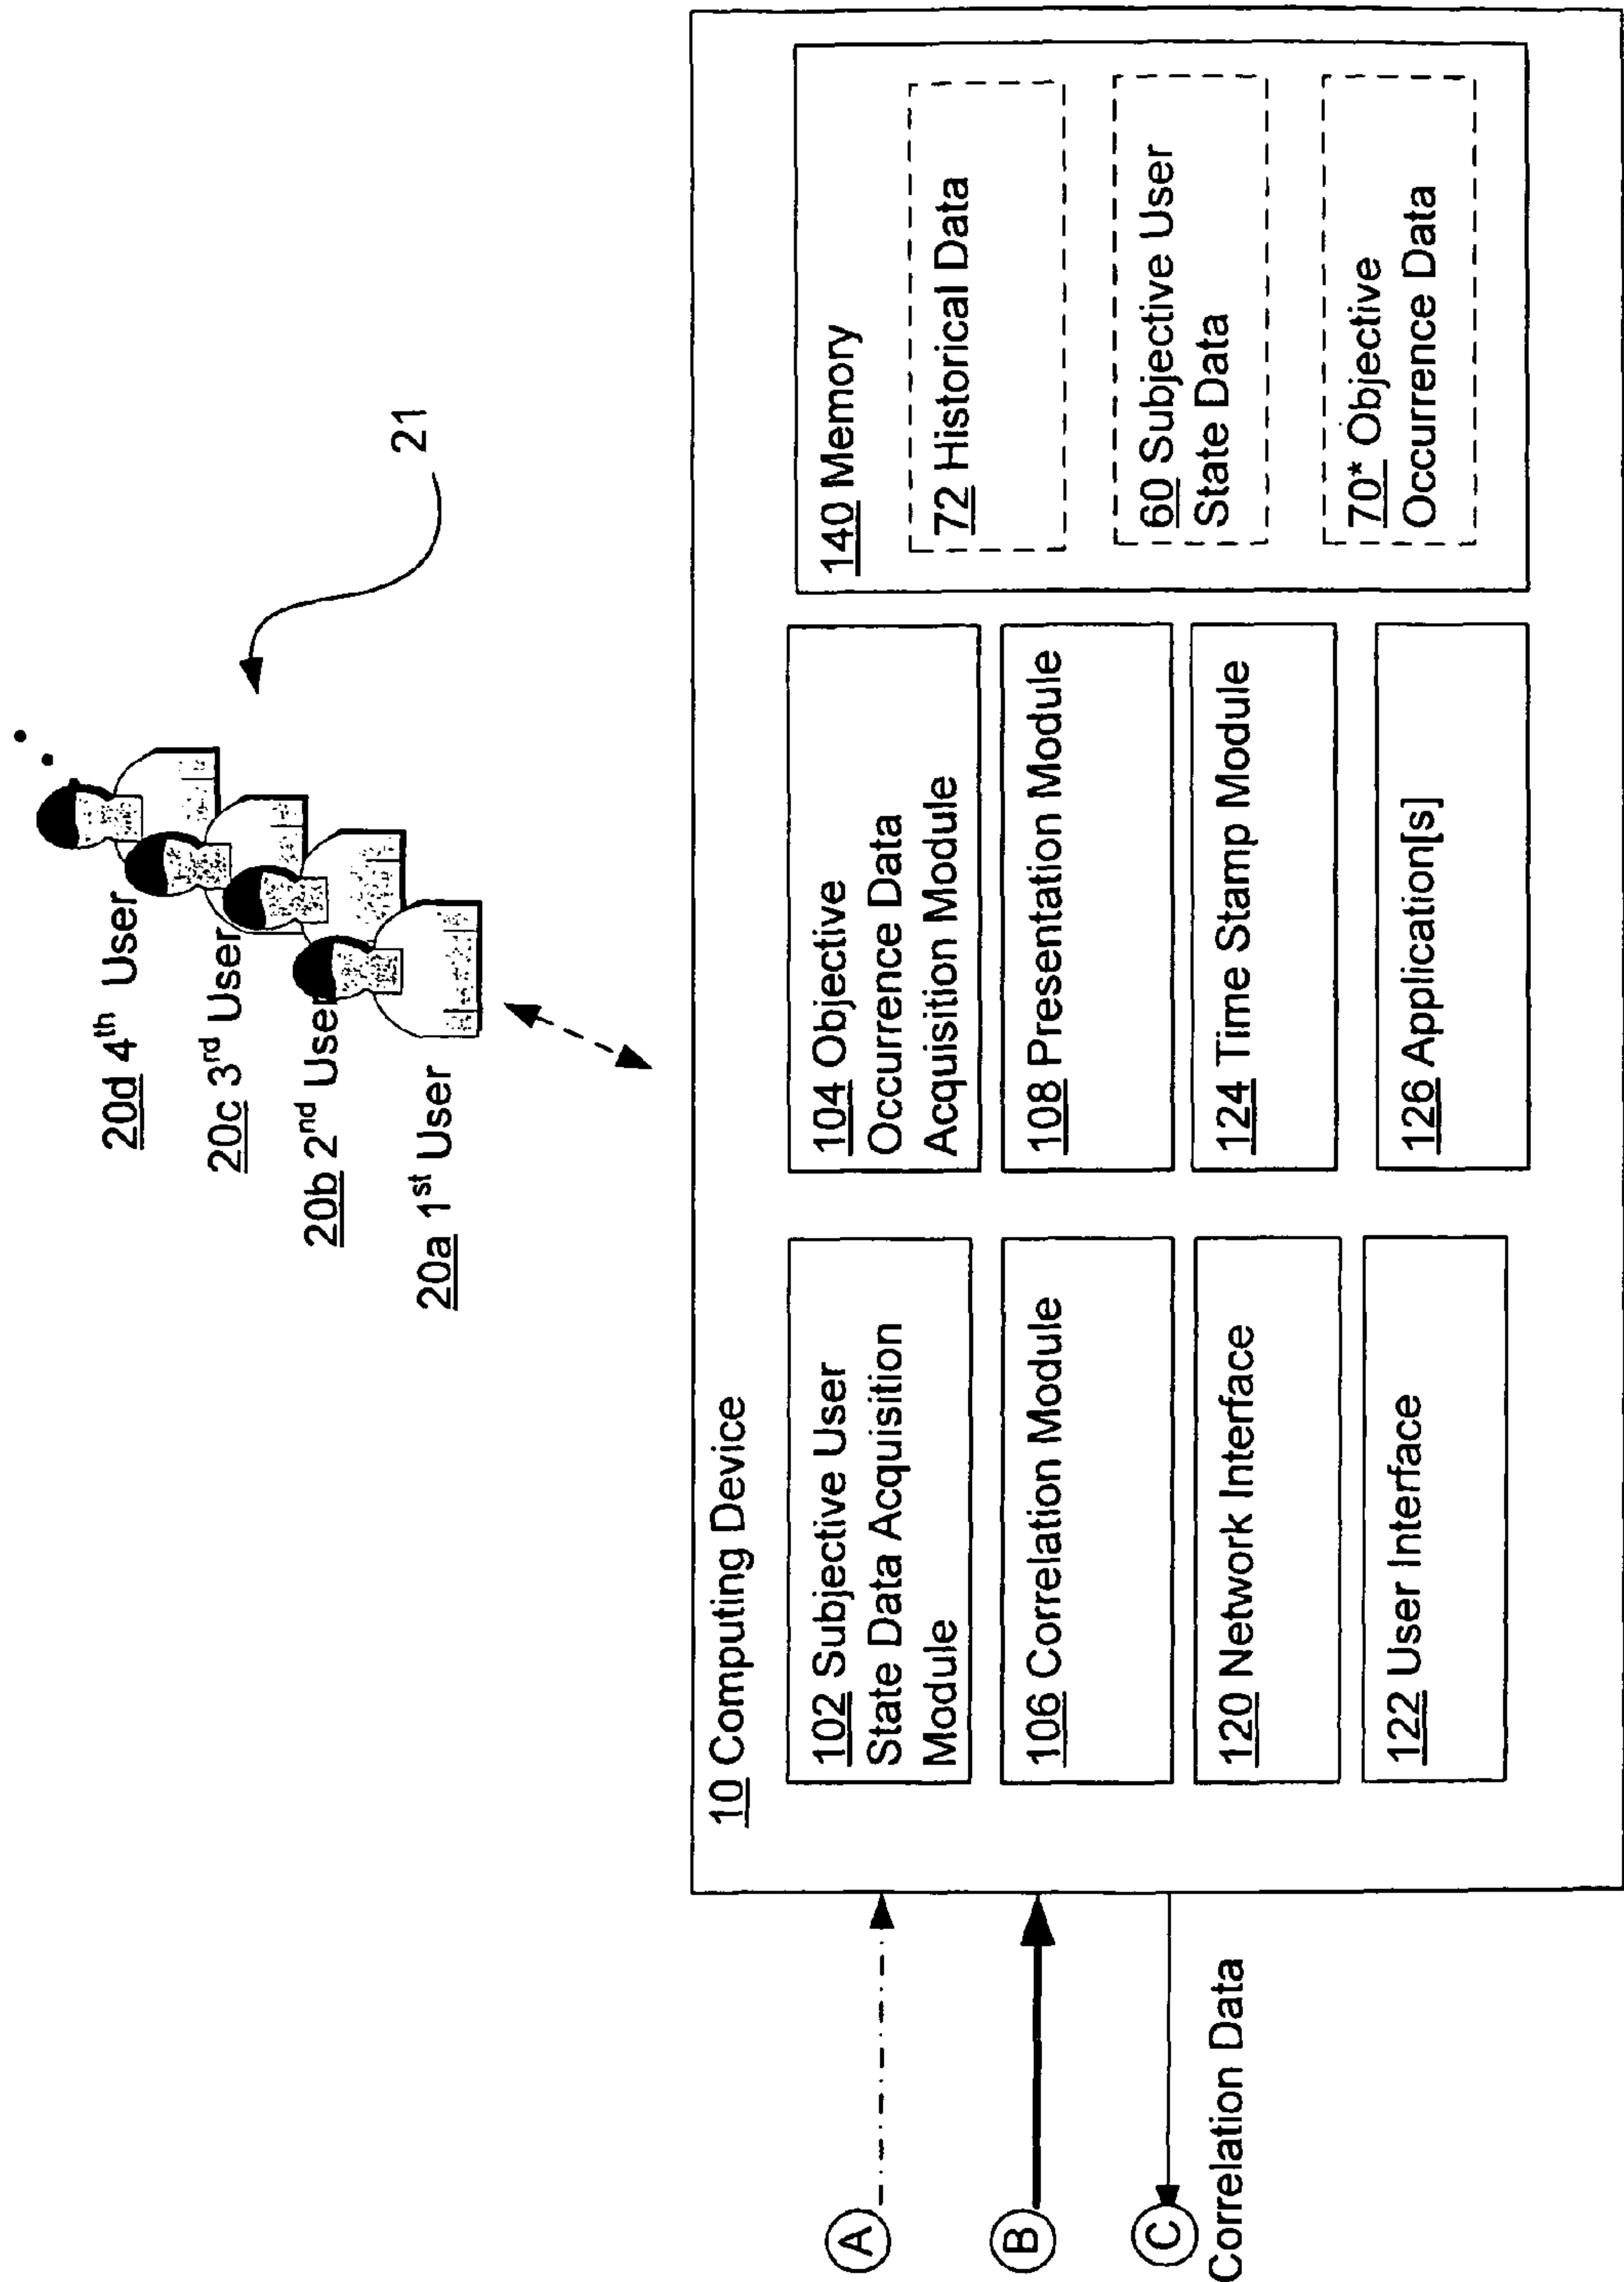 20d 4th User
20c 3rd User
20b 2nd User
20a 1st User
21
10 Computing Device
102 Subjective User
State Data Acquisition
Module
104 Objective
Occurrence Data
Acquisition Module
106 Correlation Module
108 Presentation Module
120 Network Interface
124 Time Stamp Module
122 User Interface
126 Application[s]
140 Memory
72 Historical Data
60 Subjective User
State Data
70* Objective
Occurrence Data
A
B
C
Correlation Data